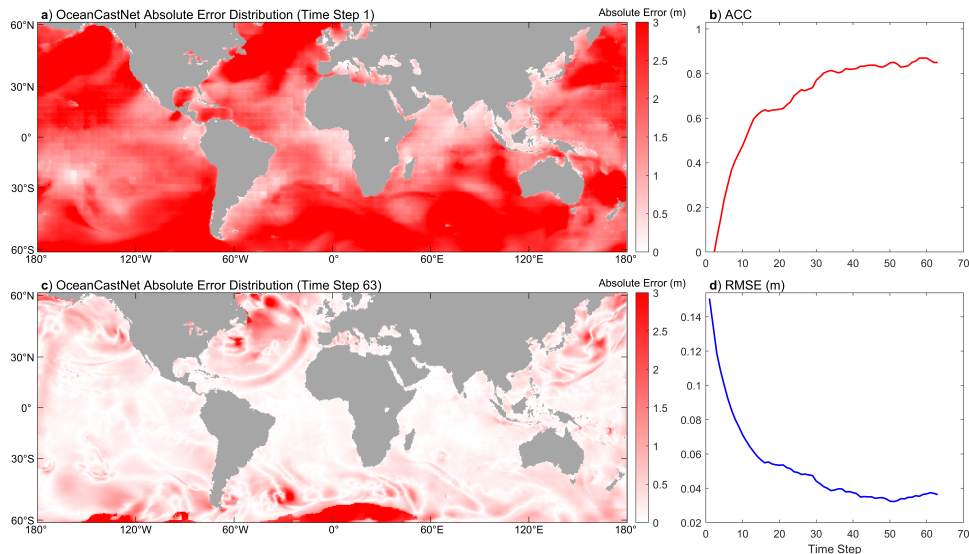 a) OceanCastNet Absolute Error Distribution (Time Step 1)
Absolute Error (m)
60°N
30°N
0°
30°S
60°S
180°
120°W
60°W
0°
60°E
120°E
180°
3
2.5
2
1.5
1
0.5
0
b) ACC
1
0.8
0.6
0.4
0.2
0
0
10
20
30
40
50
60
70
c) OceanCastNet Absolute Error Distribution (Time Step 63)
Absolute Error (m)
60°N
30°N
0°
30°S
60°S
180°
120°W
60°W
0°
60°E
120°E
180°
3
2.5
2
1.5
1
0.5
0
d) RMSE (m)
0.14
0.12
0.1
0.08
0.06
0.04
0.02
0
10
20
30
40
50
60
70
Time Step